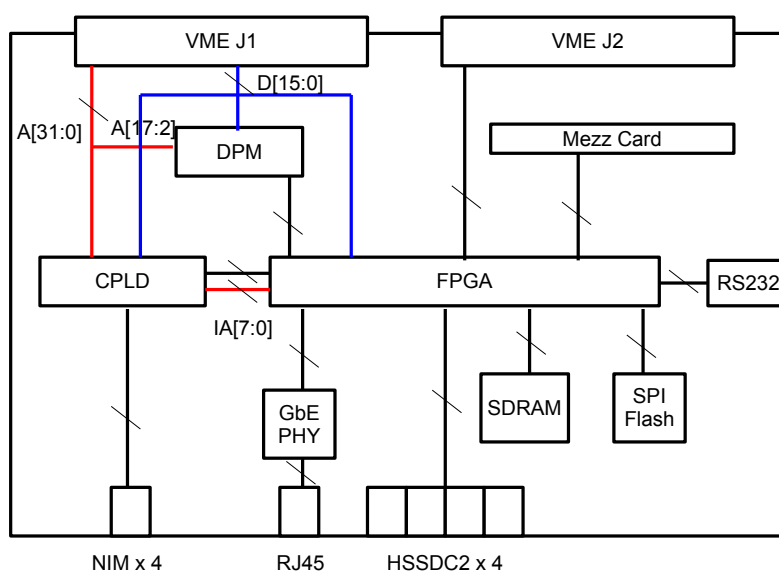 VME J1
VME J2
D[15:0]
A[31:0]
A[17:2]
DPM
Mezz Card
CPLD
FPGA
RS232
IA[7:0]
GbE
PHY
SDRAM
SPI
Flash
NIM x 4
RJ45
HSSDC2 x 4